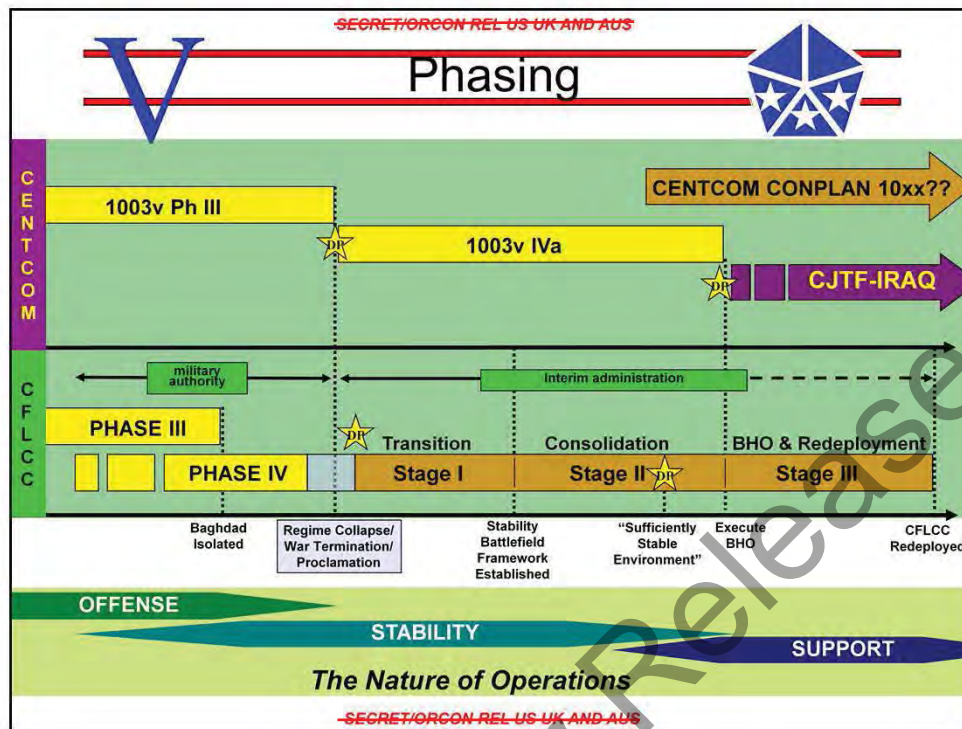 SECRET/ORCON REL US UK AND AUS
V
Phasing
CENTCOM
CENTCOM CONPLAN 10xx??
1003v Ph III
DP
1003v IVa
DP
CJTF-IRAQ
CFLCC
military
authority
Interim administration
PHASE III
DP
Transition
Consolidation
BHO & Redeployment
PHASE IV
Stage I
Stage II
DP
Stage III
Baghdad
Isolated
Regime Collapse/
War Termination/
Proclamation
Stability
Battlefield
Framework
Established
“Sufficiently
Stable
Environment”
Execute
BHO
CFLCC
Redeployed
OFFENSE
STABILITY
SUPPORT
The Nature of Operations
SECRET/ORCON REL US UK AND AUS
Release